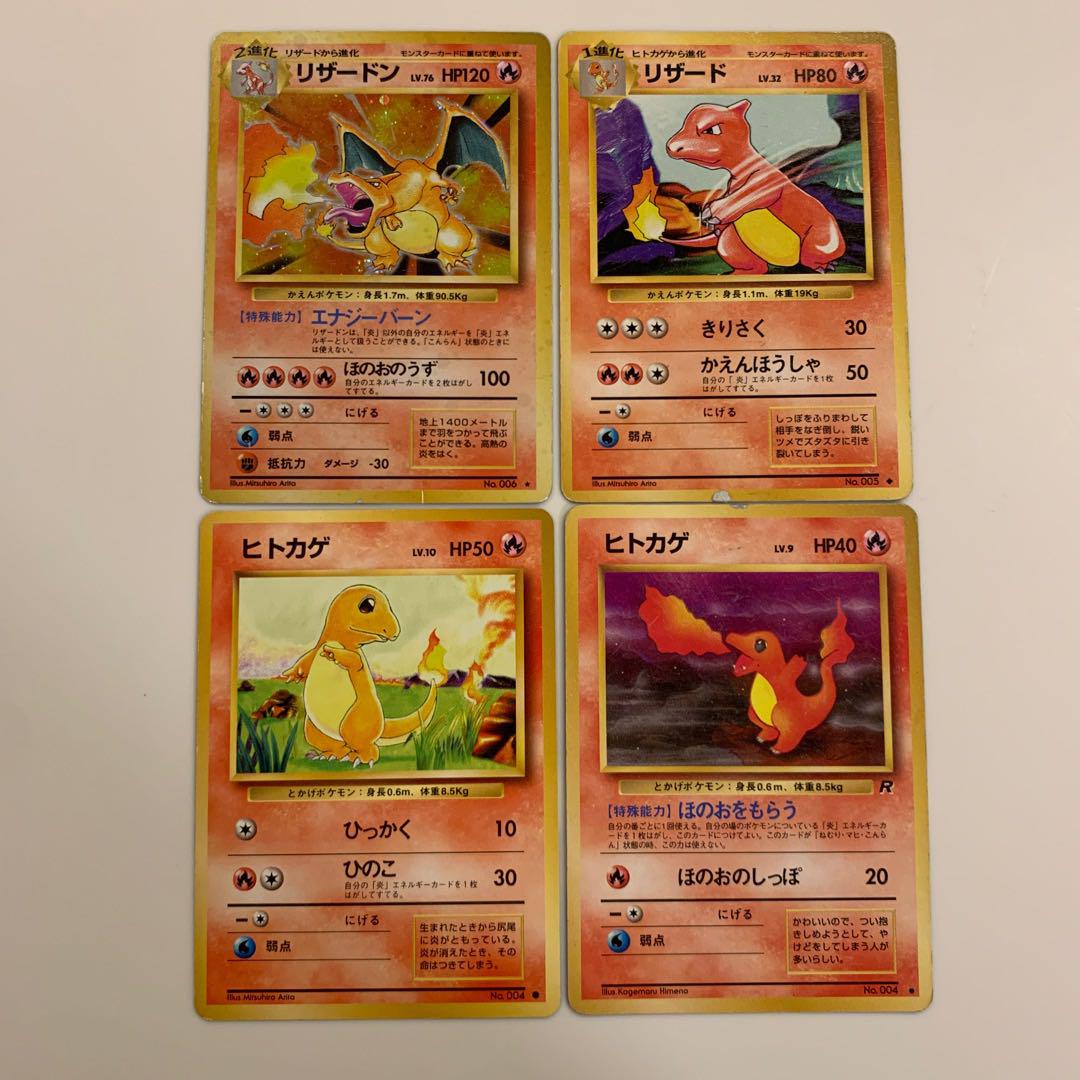 2進化 リザードから進化 モンスターカードに重ねて使います。
リザードン LV.76 HP120
かえんポケモン：身長1.7m、体重90.5Kg
【特殊能力】エナジーバーン
リザードンは、「炎」以外の自分のエネルギーを「炎」エネ
ルギーとして扱うことができる。「こんらん」状態のときに
は使えない。
ほのおのうず 100
自分のエネルギーカードを2枚はがし
てすてる。
ー にげる
弱点
抵抗力 ダメージ -30
地上1400メートル
まで羽をつかって飛ぶ
ことができる。高熱の
炎をはく。
Illus.Mitsuhiro Arita No.006 ★
1進化 ヒトカゲから進化 モンスターカードに重ねて使います。
リザード LV.32 HP80
かえんポケモン：身長1.1m、体重19Kg
きりさく 30
かえんほうしゃ 50
自分の「炎」エネルギーカードを1枚
はがしてすてる。
ー にげる
弱点
しっぽをふりまわして
相手をなぎ倒し、鋭い
ツメでズタズタに引き
裂いてしまう。
Illus.Mitsuhiro Arita No.005 ◆
ヒトカゲ LV.10 HP50
とかげポケモン：身長0.6m、体重8.5Kg
ひっかく 10
ひのこ 30
自分の「炎」エネルギーカードを1枚
はがしてすてる。
ー にげる
弱点
生まれたときから尻尾
に炎がともっている。
炎が消えたとき、その
命はつきてしまう。
Illus.Mitsuhiro Arita No.004 ●
ヒトカゲ LV.9 HP40
とかげポケモン：身長0.6m、体重8.5kg
R
【特殊能力】ほのおをもらう
自分の番ごとに1回使える。自分の場のポケモンについている「炎」エネルギーカ
ードを1枚はがし、このカードにつけてよい。このカードが「ねむり・マヒ・こんら
ん」状態の時、この力は使えない。
ほのおのしっぽ 20
ー にげる
弱点
かわいいので、つい抱
きしめようとして、や
けどをしてしまう人が
多いらしい。
Illus.Kagemaru Himeno No.004 ●